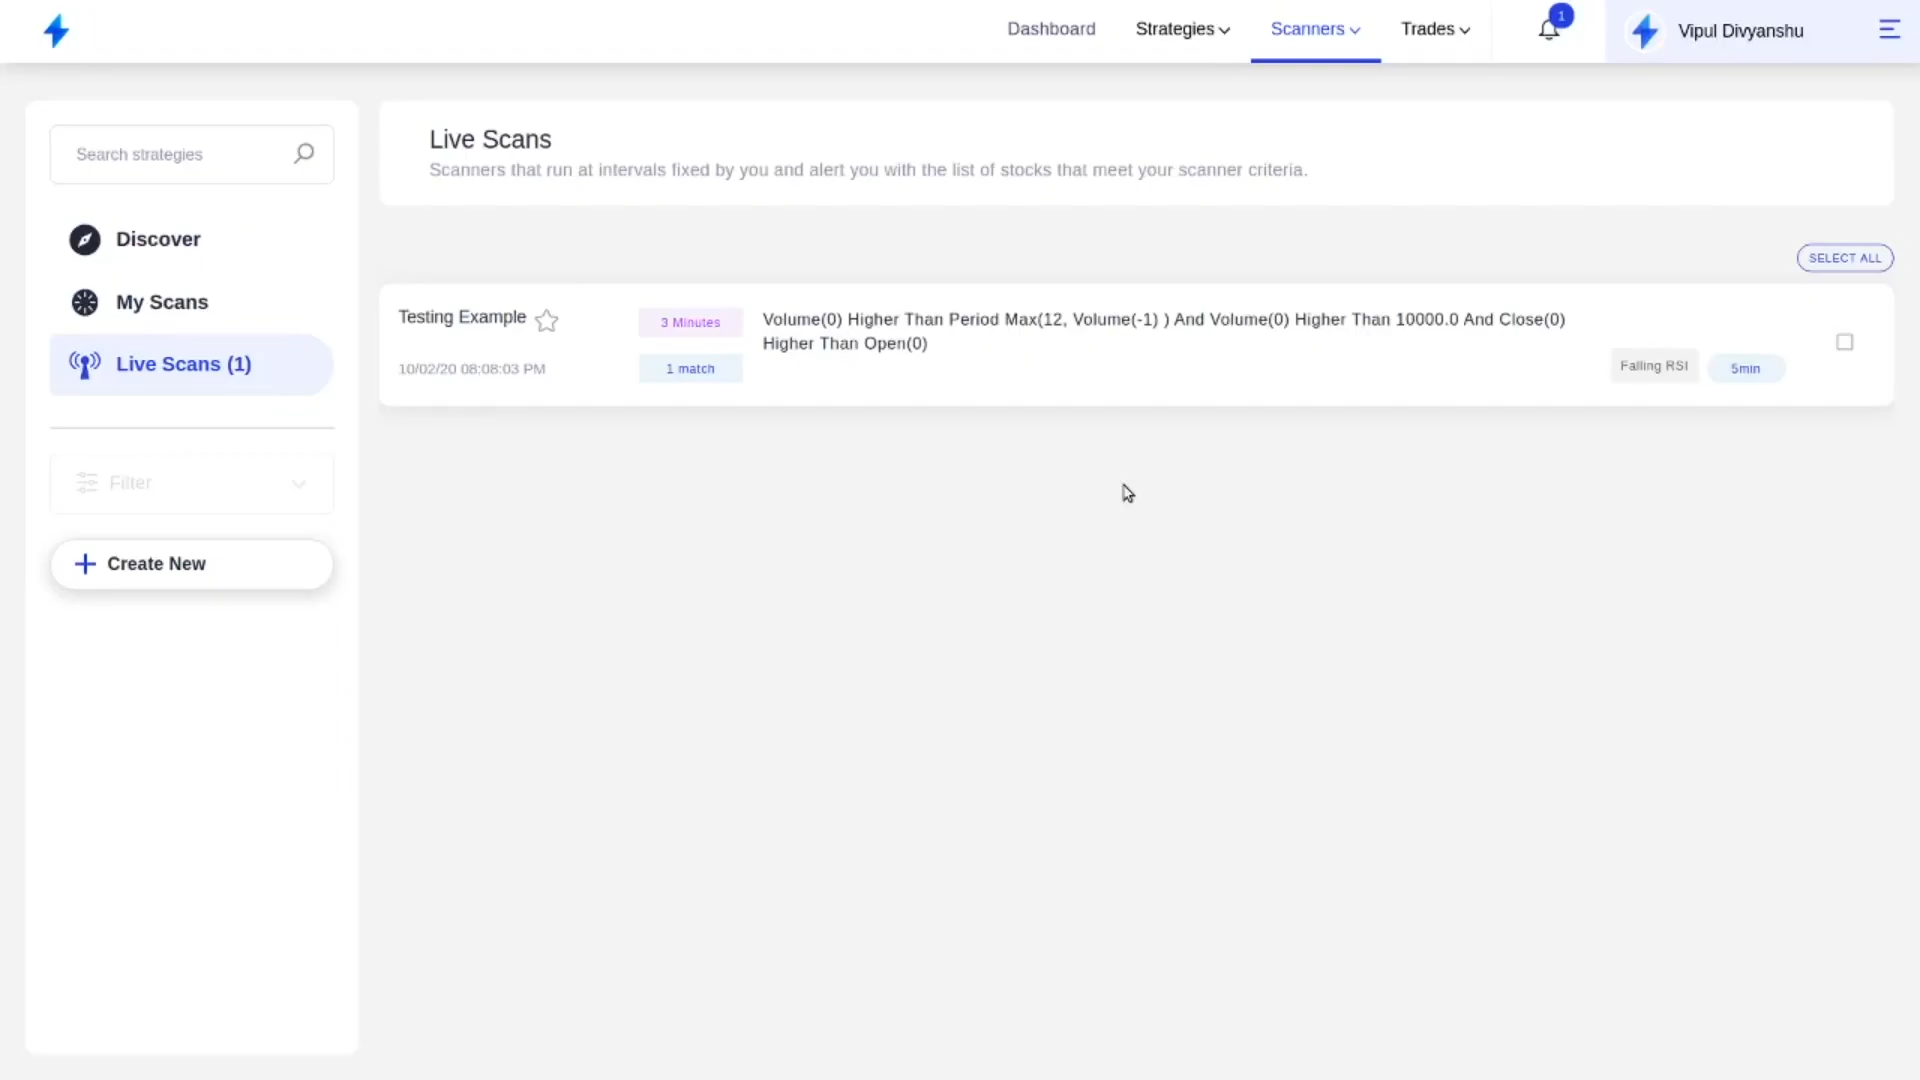 Dashboard
Strategies
Scanners
Trades
1
Vipul Divyanshu
Search strategies
Discover
My Scans
Live Scans (1)
Filter
Create New
Live Scans
Scanners that run at intervals fixed by you and alert you with the list of stocks that meet your scanner criteria.
SELECT ALL
Testing Example
10/02/20 08:08:03 PM
3 Minutes
1 match
Volume(0) Higher Than Period Max(12, Volume(-1) ) And Volume(0) Higher Than 10000.0 And Close(0)
Higher Than Open(0)
Falling RSI
5min